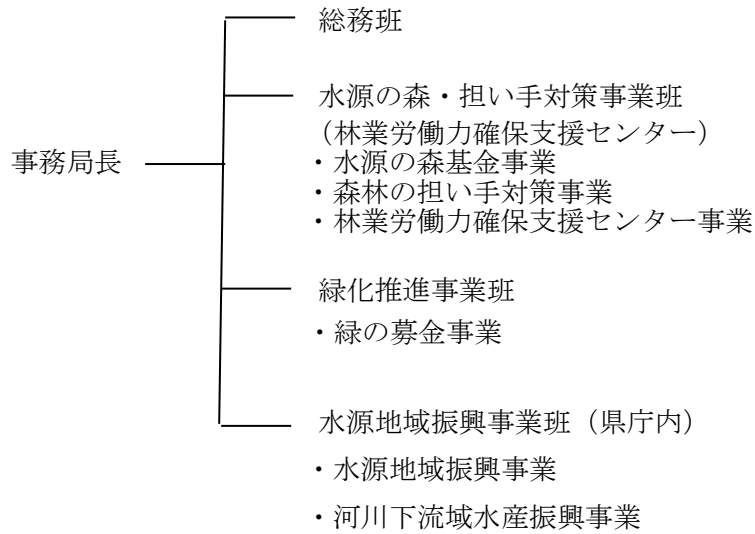 総務班
水源の森・担い手対策事業班
（林業労働力確保支援センター）
事務局長
・水源の森基金事業
・森林の担い手対策事業
・林業労働力確保支援センター事業
緑化推進事業班
・緑の募金事業
水源地域振興事業班（県庁内）
・水源地域振興事業
・河川下流域水産振興事業